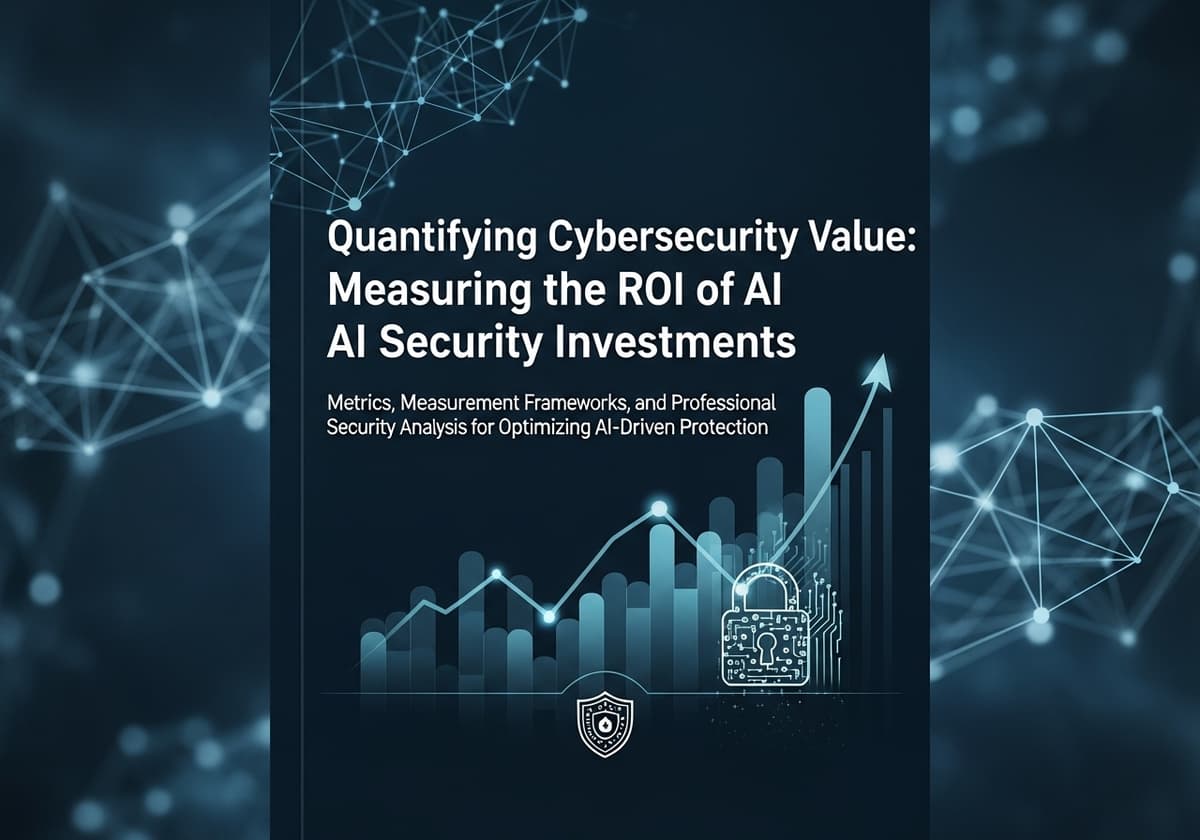 Quantifying Cybersecurity Value:
Measuring the ROI of AI
AI Security Investments
Metrics, Measurement Frameworks, and Professional
Security Analysis for Optimizing AI-Driven Protection